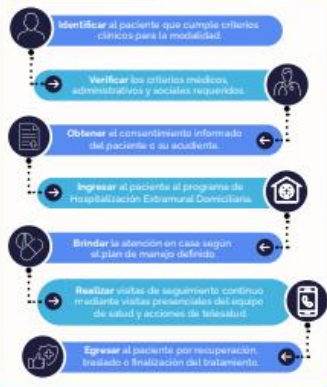 Identificar al paciente que cumple criterios
clínicos para la modalidad.
Verificar los criterios médicos,
administrativos y sociales requeridos.
Obtener el consentimiento informado
del paciente o su acudiente.
Ingresar al paciente al programa de
Hospitalización Extramural Domiciliaria.
Brindar la atención en casa según
el plan de manejo definido.
Realizar visitas de seguimiento continuo
mediante visitas presenciales del equipo
de salud y acciones de telesalud.
Egresar al paciente por recuperación,
traslado o finalización del tratamiento.